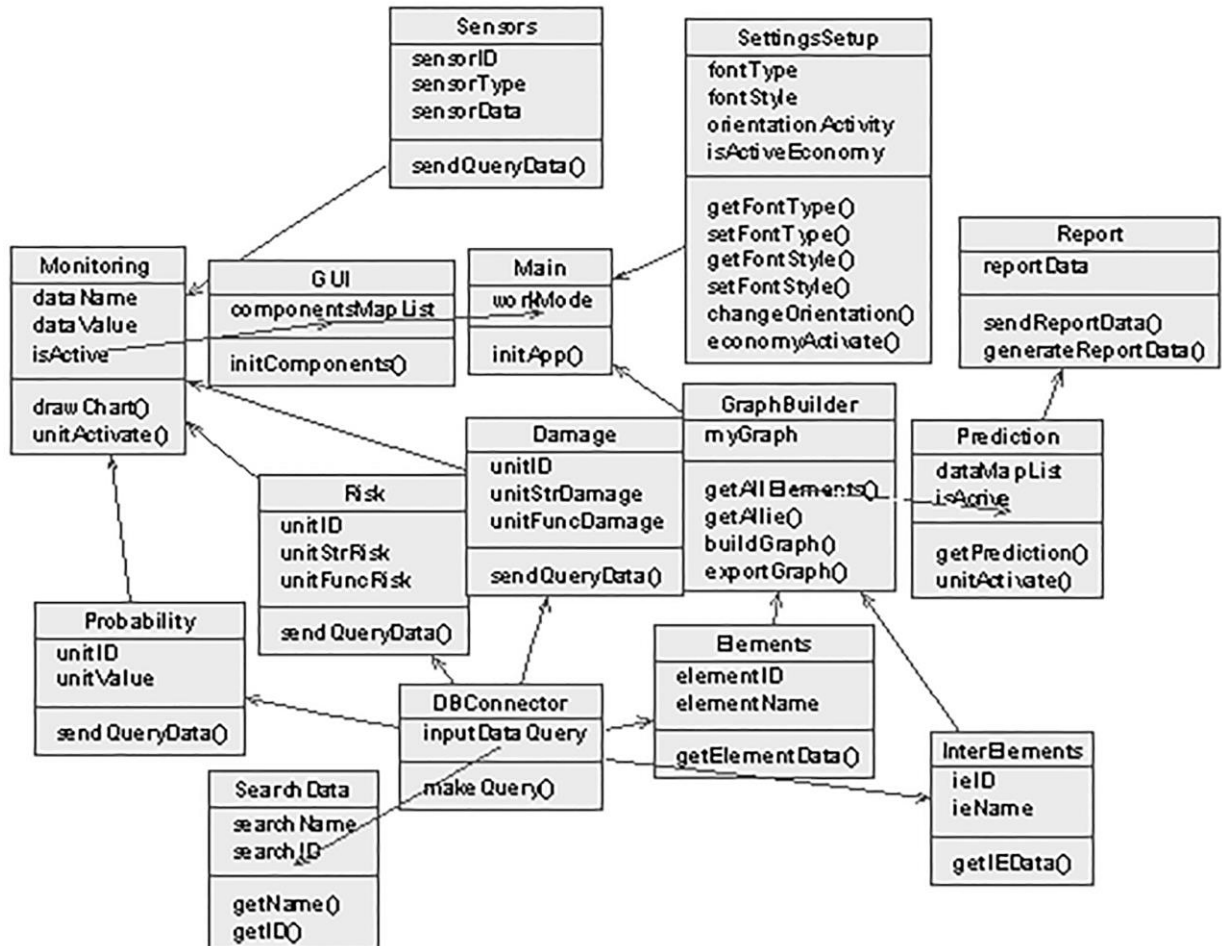 Sensors
sensorID
sensorType
sensorData
sendQueryData()
SettingsSetup
fontType
fontStyle
orientationActivity
isActiveEconomy
getFontType()
setFontType()
getFontStyle()
setFontStyle()
changeOrientation()
economyActivate()
Report
reportData
sendReportData()
generateReportData()
Monitoring
dataName
dataValue
isActive
drawChart()
unitActivate()
GUI
componentsMapList
initComponents()
Main
workMode
initApp()
GraphBuilder
myGraph
getAllElements()
getAllie()
buildGraph()
exportGraph()
Prediction
dataMapList
isAcrive
getPrediction()
unitActivate()
Damage
unitID
unitStrDamage
unitFuncDamage
sendQueryData()
Risk
unitID
unitStrRisk
unitFuncRisk
sendQueryData()
Probability
unitID
unitValue
sendQueryData()
DBConnector
inputDataQuery
makeQuery()
Elements
elementID
elementName
getElementData()
InterElements
ieID
ieName
getIEData()
SearchData
searchName
searchID
getName()
getID()